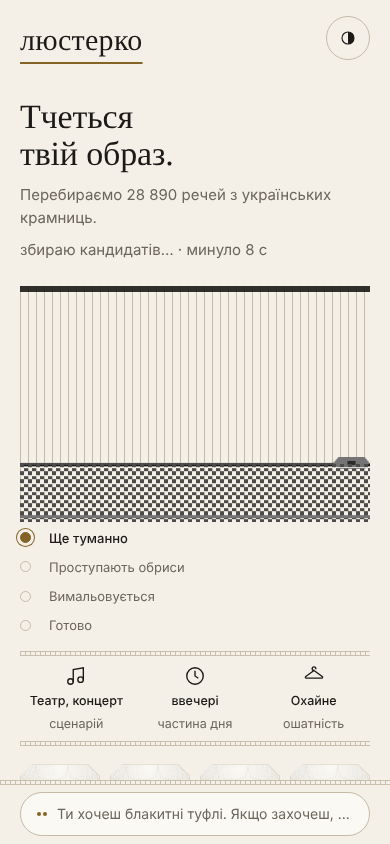 люстерко
Тчеться
твій образ.
Перебираємо 28 890 речей з українських
крамниць.
збираю кандидатів... · минуло 8 с
Ще туманно
Проступають обриси
Вимальовується
Готово
Театр, концерт
сценарій
ввечері
частина дня
Охайне
ошатність
Ти хочеш блакитні туфлі. Якщо захочеш, ...